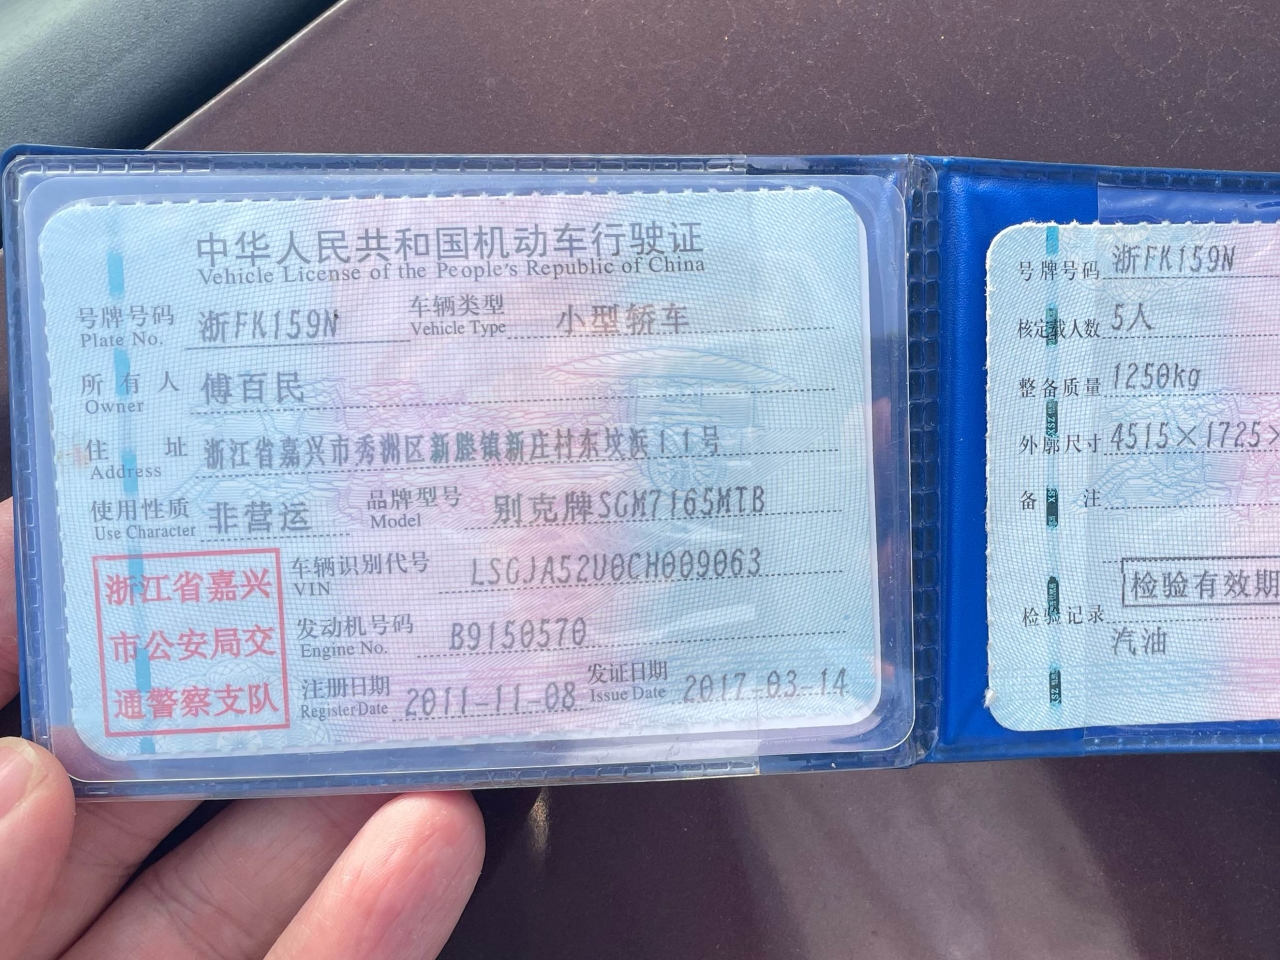 中华人民共和国机动车行驶证
Vehicle License of the People's Republic of China
号牌号码 浙FK159N 车辆类型 小型轿车
Plate No. Vehicle Type
所有人 傅百民
Owner
住址 浙江省嘉兴市秀洲区新塍镇新庄村东坟浜11号
Address
使用性质 非营运 品牌型号 别克牌SGM7165MTB
Use Character Model
浙江省嘉兴
市公安局交
通警察支队
车辆识别代号 LSGJA52U0CH009063
VIN
发动机号码 B9150570
Engine No.
注册日期 2011-11-08 发证日期 2017-03-14
Register Date Issue Date
号牌号码 浙FK159N
核定载人数 5人
整备质量 1250kg
外廓尺寸 4515×1725×
备注
检验有效期
检验记录
汽油